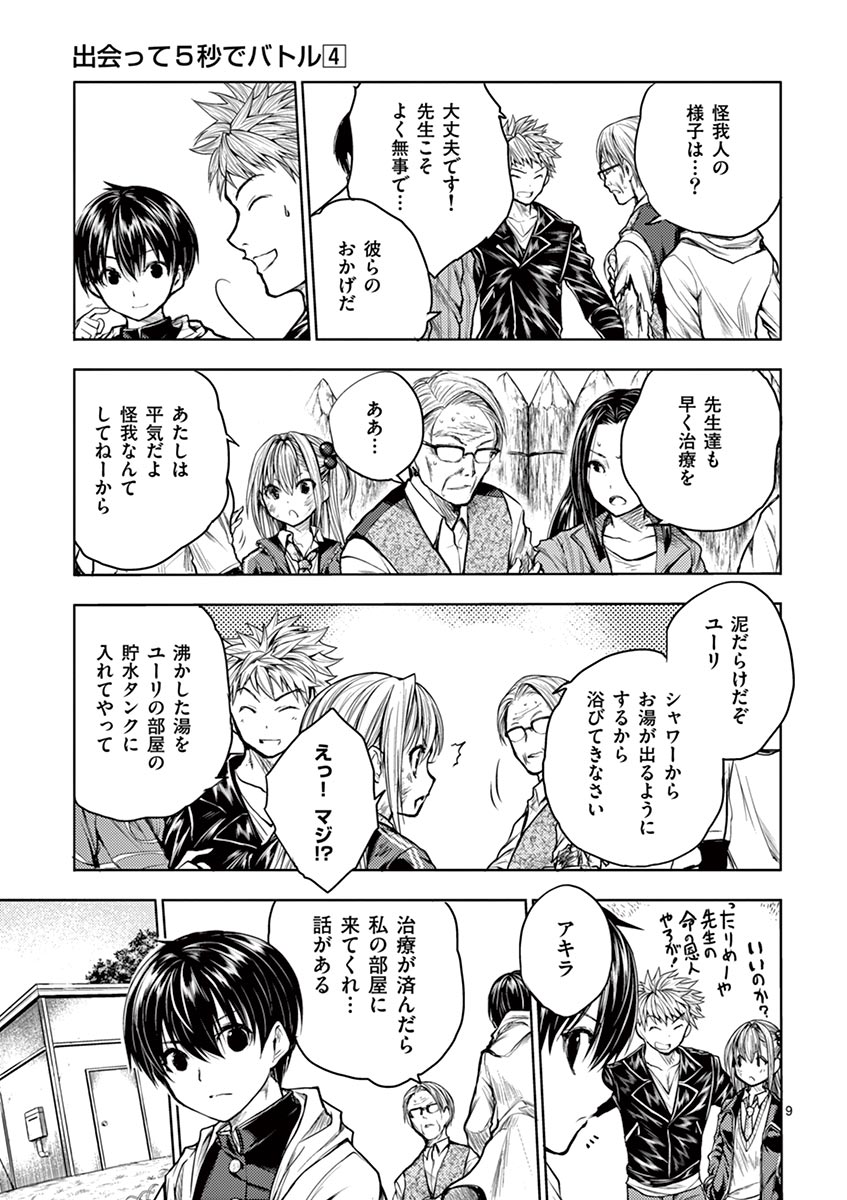 出会って5秒でバトル4
怪我人の
様子は…?
大丈夫です!
先生こそ
よく無事で…
彼らの
おかげだ
先生達も
早く治療を
ああ…
あたしは
平気だよ
怪我なんて
してねーから
泥だらけだぞ
ユーリ
シャワーから
お湯が出るように
するから
浴びてきなさい
えっ! マジ!?
沸かした湯を
ユーリの部屋の
貯水タンクに
入れてやって
いいのか?
ったりめーや
先生の
命の恩人
やろが!
アキラ
治療が済んだら
私の部屋に
来てくれ…
話がある
9